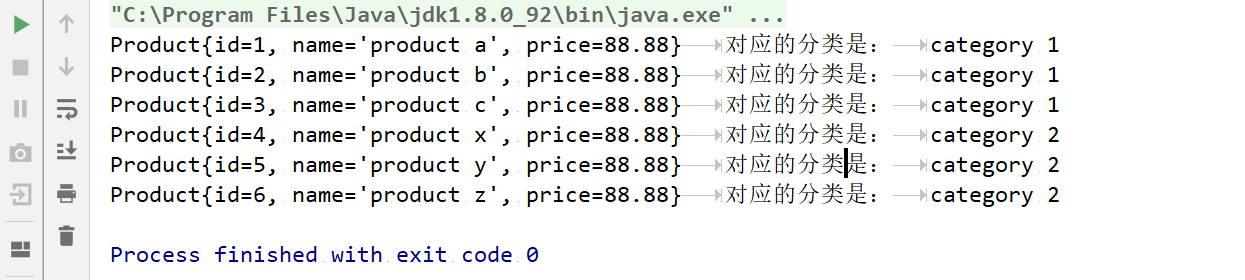 "C:\Program Files\Java\jdk1.8.0_92\bin\java.exe" ...
Product{id=1, name='product a', price=88.88}	对应的分类是：	category 1
Product{id=2, name='product b', price=88.88}	对应的分类是：	category 1
Product{id=3, name='product c', price=88.88}	对应的分类是：	category 1
Product{id=4, name='product x', price=88.88}	对应的分类是：	category 2
Product{id=5, name='product y', price=88.88}	对应的分类是：	category 2
Product{id=6, name='product z', price=88.88}	对应的分类是：	category 2
Process finished with exit code 0